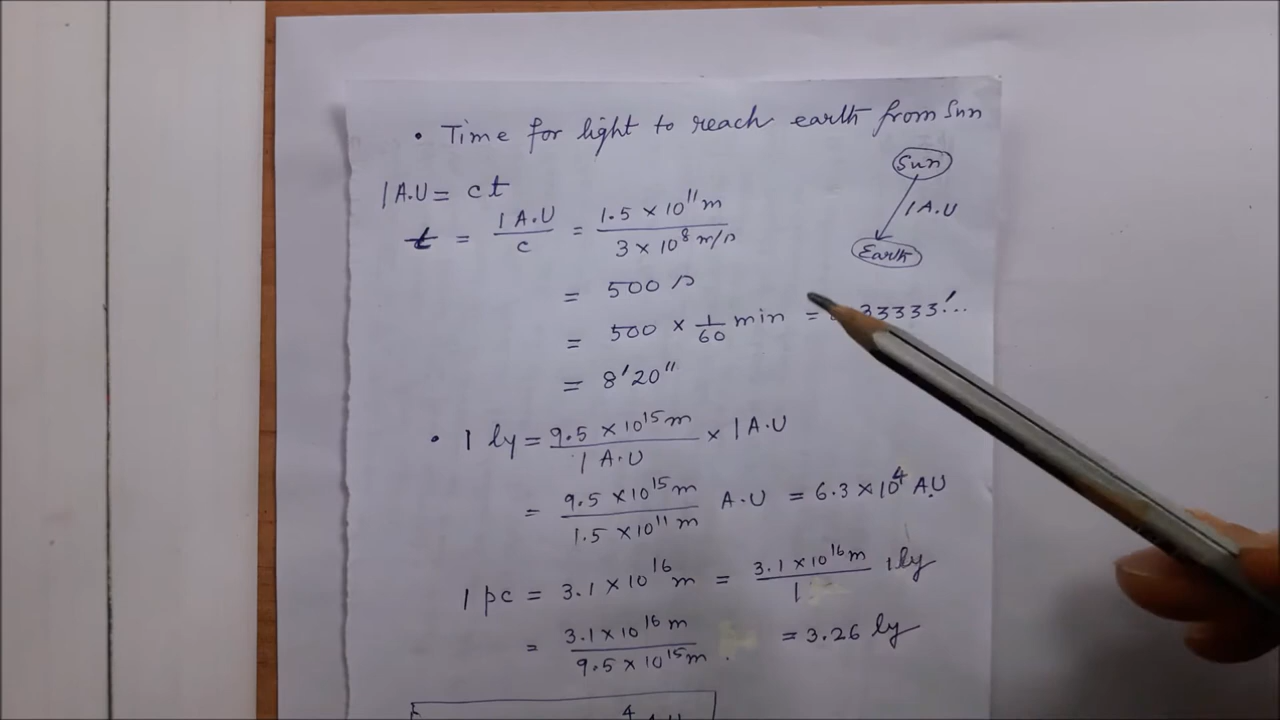 • Time for light to reach earth from Sun
Sun
1 A.U = ct
1 A.U
t = 1 A.U / c = 1.5 × 10¹¹ m / 3 × 10⁸ m/s
Earth
= 500 s
= 500 × 1/60 min = 33333'...
= 8'20"
• 1 ly = 9.5 × 10¹⁵ m / 1 A.U × 1 A.U
= 9.5 × 10¹⁵ m / 1.5 × 10¹¹ m A.U = 6.3 × 10⁴ A.U
1 pc = 3.1 × 10¹⁶ m = 3.1 × 10¹⁶ m / 1 1 ly
= 3.1 × 10¹⁶ m / 9.5 × 10¹⁵ m . = 3.26 ly